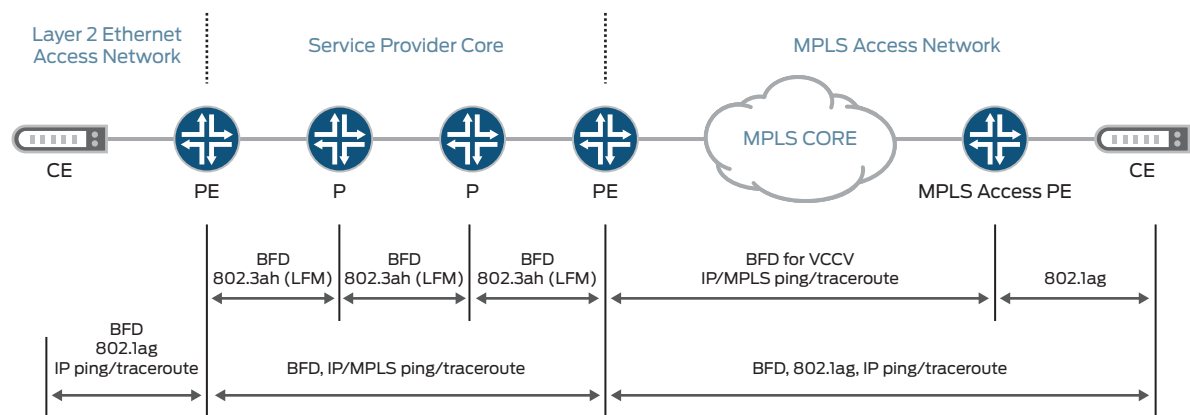 Layer 2 Ethernet
Access Network
Service Provider Core
MPLS Access Network
MPLS CORE
CE
PE
P
P
PE
MPLS Access PE
CE
BFD
802.3ah (LFM)
BFD
802.3ah (LFM)
BFD
802.3ah (LFM)
BFD for VCCV
IP/MPLS ping/traceroute
802.1ag
BFD
802.1ag
IP ping/traceroute
BFD, IP/MPLS ping/traceroute
BFD, 802.1ag, IP ping/traceroute